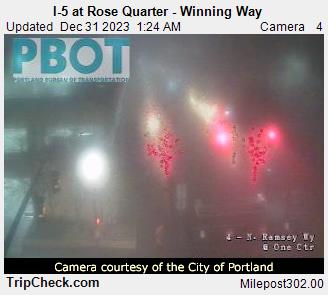 I-5 at Rose Quarter - Winning Way
Updated Dec 31 2023 1:24 AM Camera 4
PBOT
PORTLAND BUREAU OF TRANSPORTATION
4 - N. Ramsey Wy
@ One Ctr
Camera courtesy of the City of Portland
TripCheck.com Milepost302.00